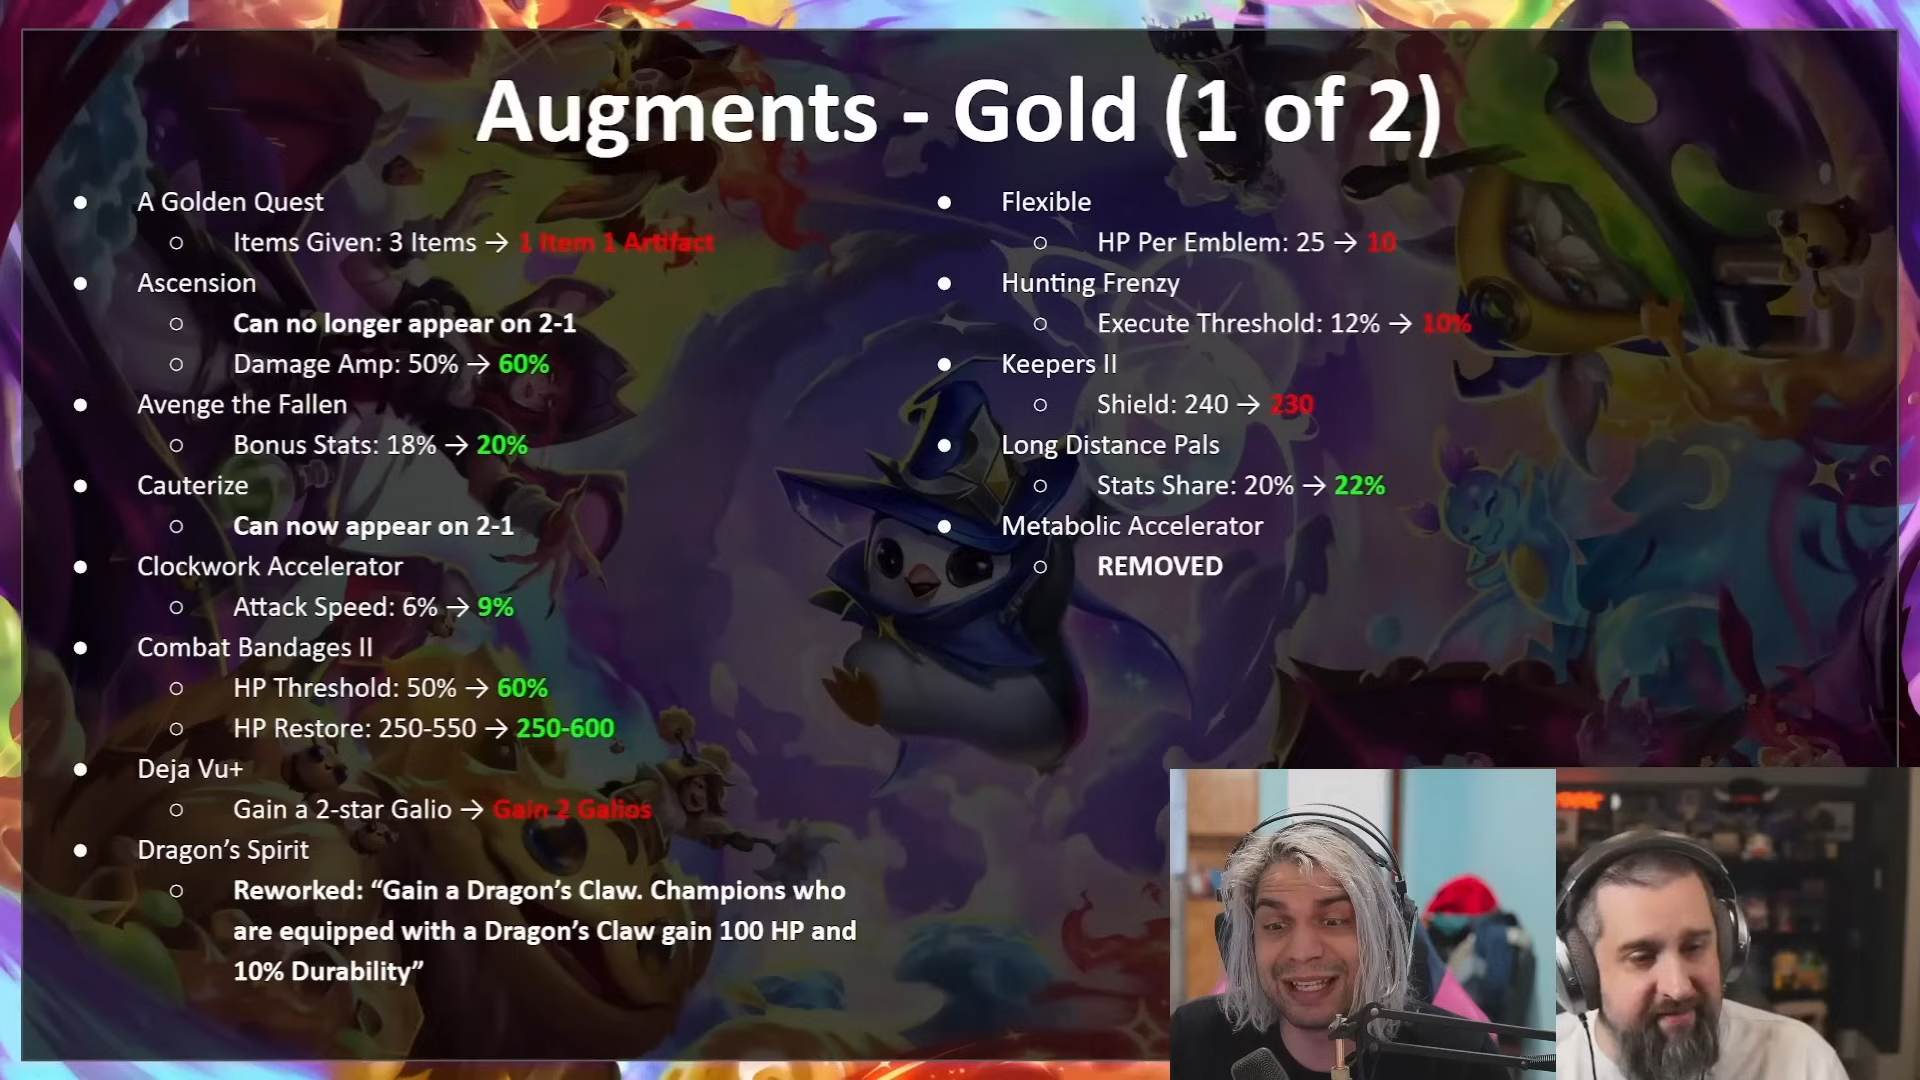 Augments - Gold (1 of 2)
● A Golden Quest
○ Items Given: 3 Items → 1 Item 1 Artifact
● Ascension
○ Can no longer appear on 2-1
○ Damage Amp: 50% → 60%
● Avenge the Fallen
○ Bonus Stats: 18% → 20%
● Cauterize
○ Can now appear on 2-1
● Clockwork Accelerator
○ Attack Speed: 6% → 9%
● Combat Bandages II
○ HP Threshold: 50% → 60%
○ HP Restore: 250-550 → 250-600
● Deja Vu+
○ Gain a 2-star Galio → Gain 2 Galios
● Dragon’s Spirit
○ Reworked: “Gain a Dragon’s Claw. Champions who
are equipped with a Dragon’s Claw gain 100 HP and
10% Durability”
● Flexible
○ HP Per Emblem: 25 → 10
● Hunting Frenzy
○ Execute Threshold: 12% → 10%
● Keepers II
○ Shield: 240 → 230
● Long Distance Pals
○ Stats Share: 20% → 22%
● Metabolic Accelerator
○ REMOVED